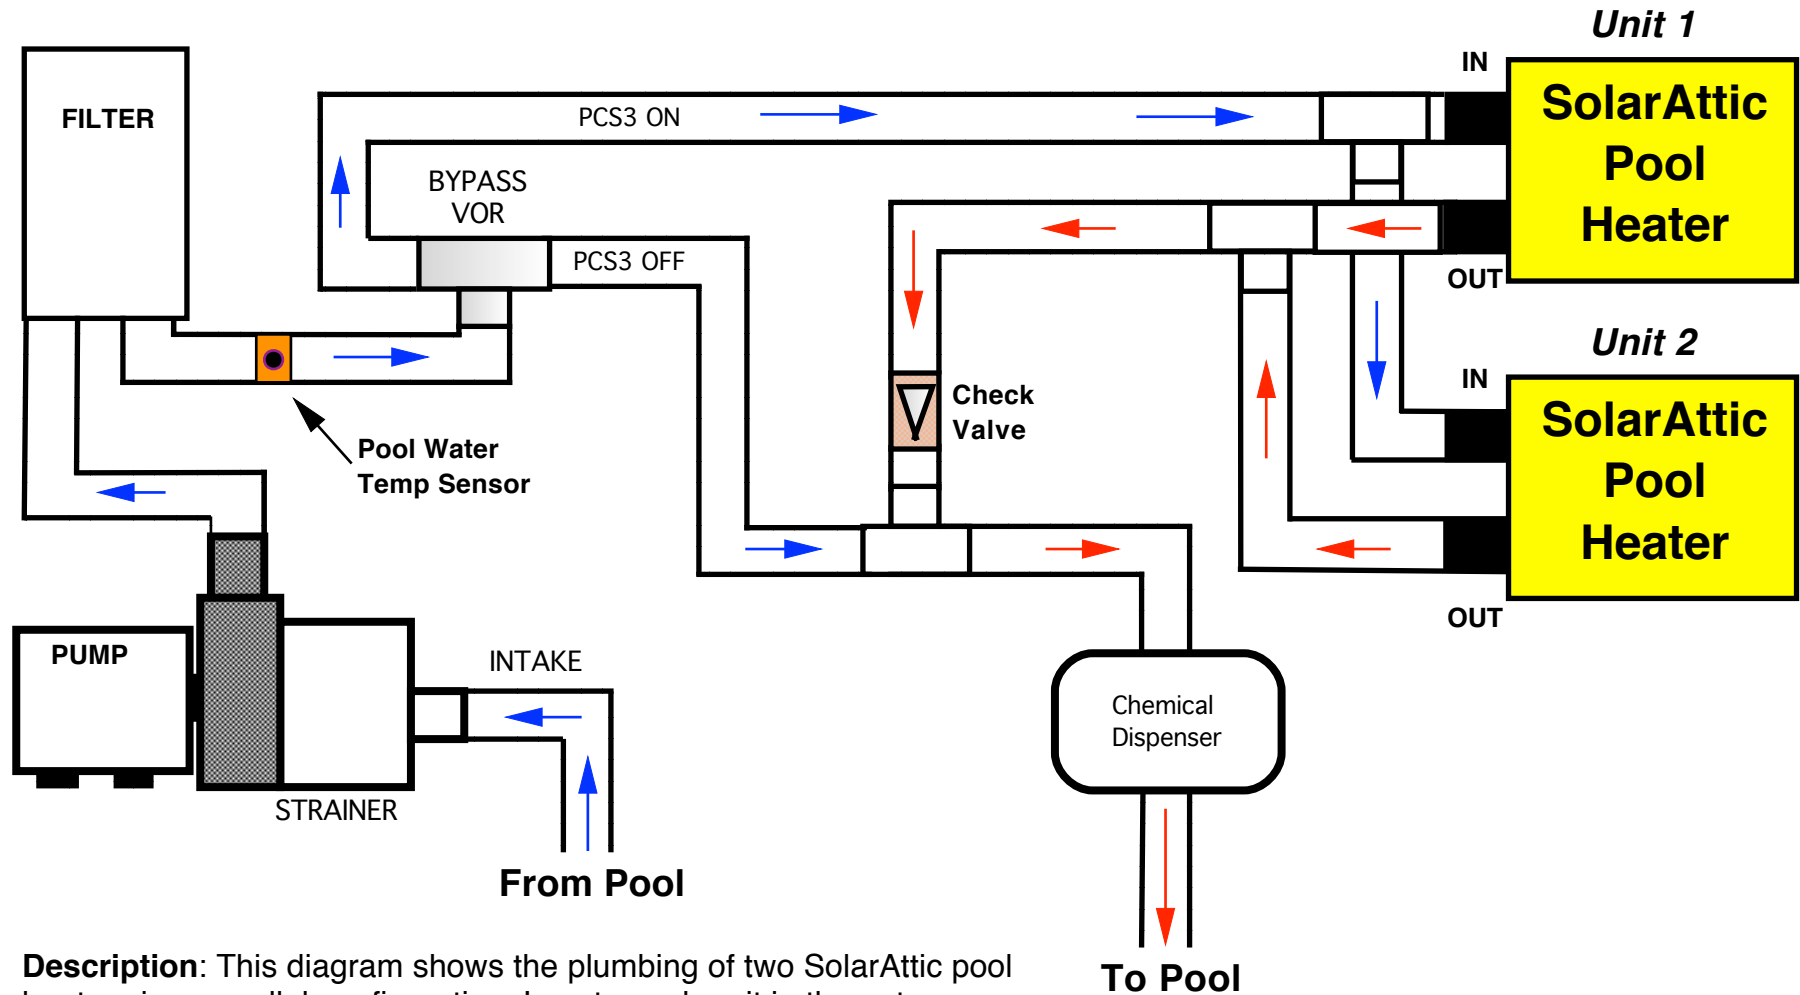 Unit 1
IN
SolarAttic
Pool
Heater
OUT
FILTER
PCS3 ON
BYPASS
VOR
PCS3 OFF
Unit 2
IN
SolarAttic
Pool
Heater
OUT
Check
Valve
Pool Water
Temp Sensor
PUMP
INTAKE
STRAINER
Chemical
Dispenser
From Pool
To Pool
Description: This diagram shows the plumbing of two SolarAttic pool